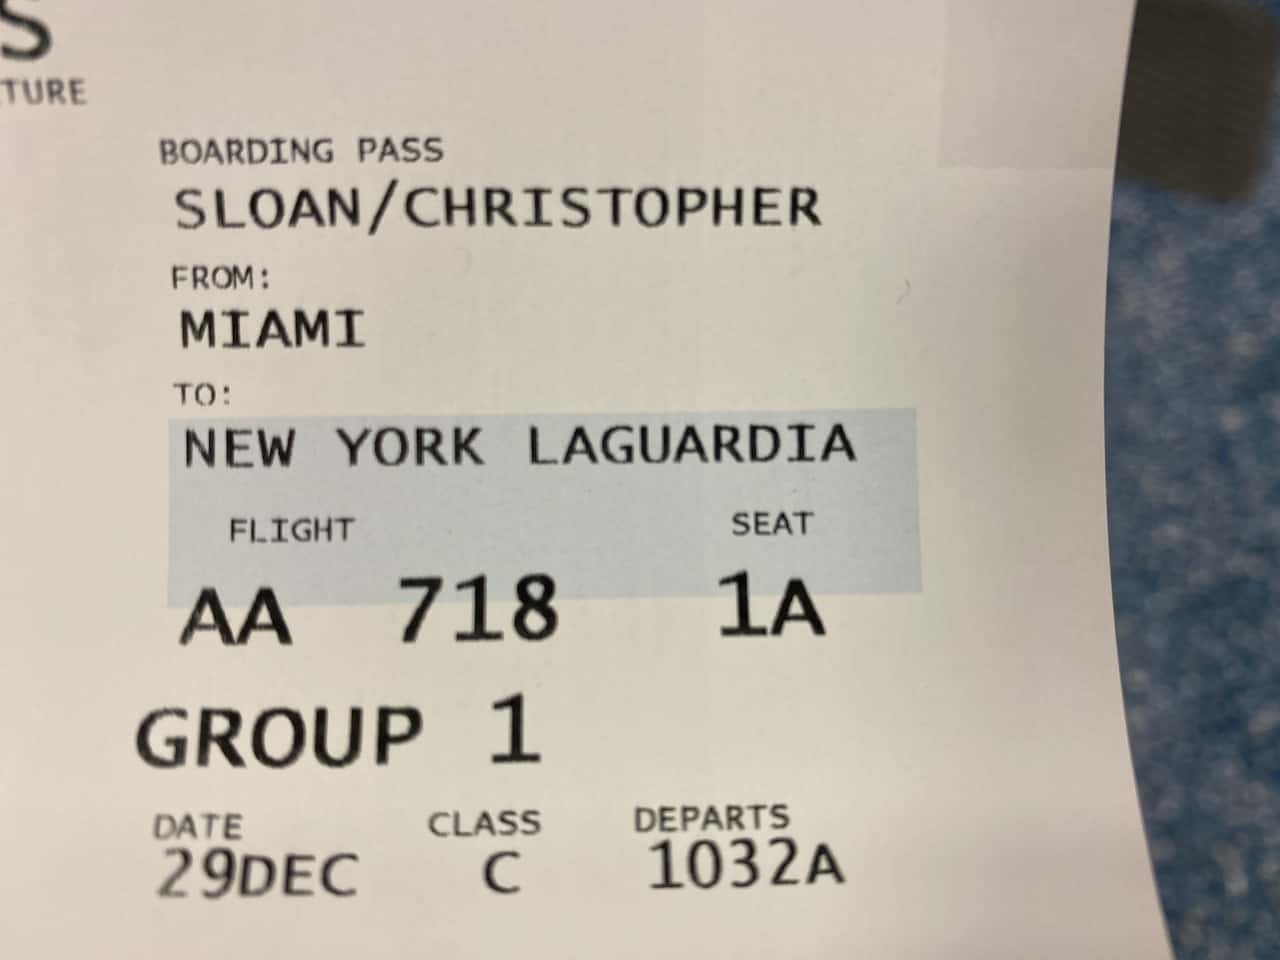 S
TURE
BOARDING PASS
SLOAN/CHRISTOPHER
FROM:
MIAMI
TO:
NEW YORK LAGUARDIA
FLIGHT SEAT
AA 718 1A
GROUP 1
DATE CLASS DEPARTS
29DEC C 1032A